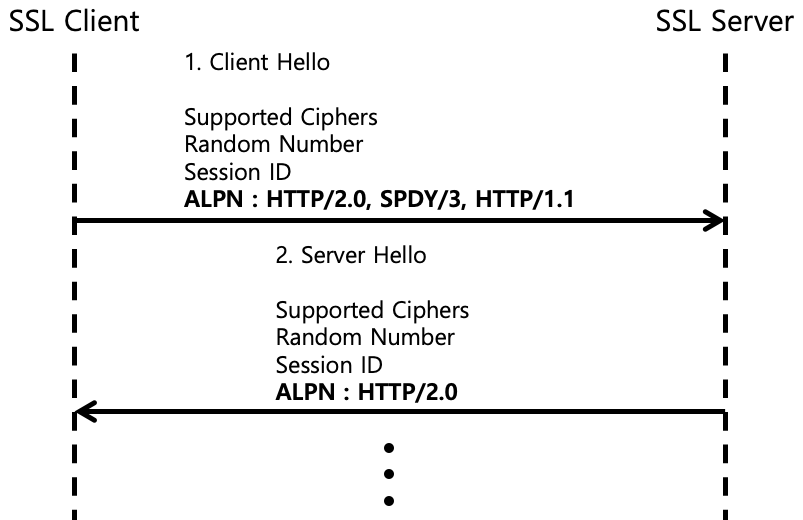 SSL Client
SSL Server
1. Client Hello
Supported Ciphers
Random Number
Session ID
ALPN : HTTP/2.0, SPDY/3, HTTP/1.1
2. Server Hello
Supported Ciphers
Random Number
Session ID
ALPN : HTTP/2.0